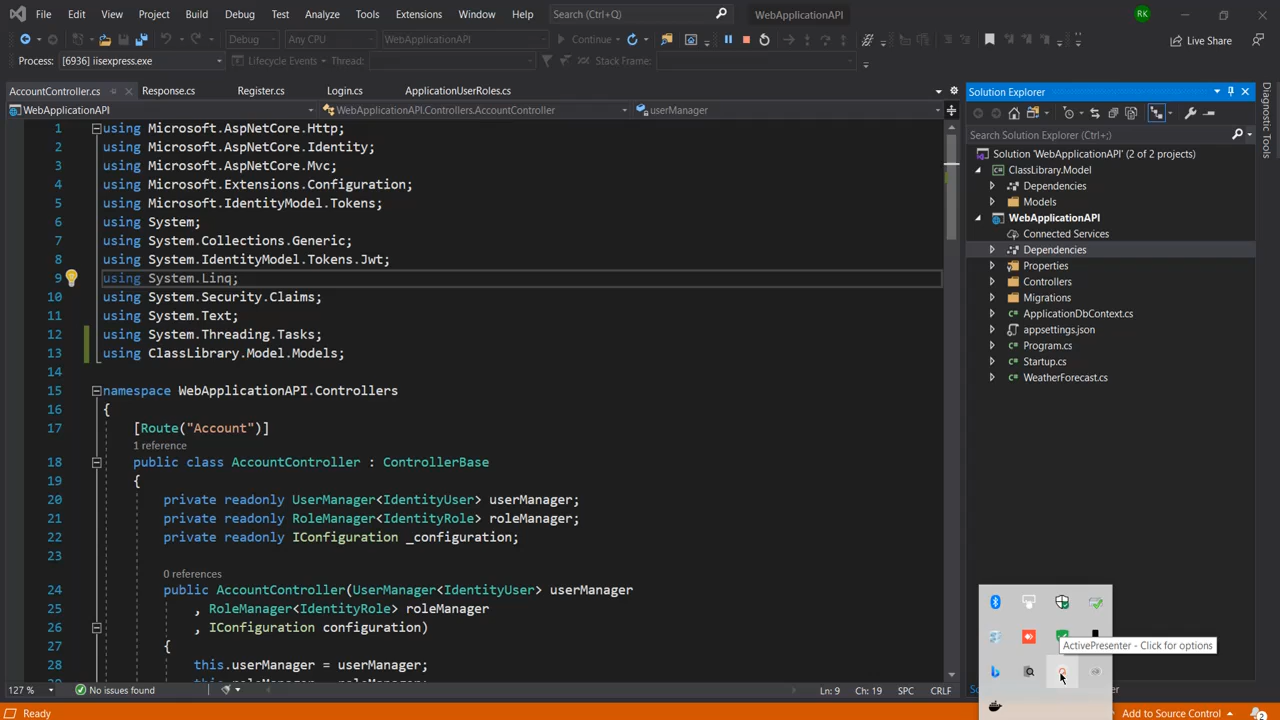 File Edit View Project Build Debug Test Analyze Tools Extensions Window Help Search (Ctrl+Q) WebApplicationAPI RK
Debug Any CPU WebApplicationAPI Continue Live Share
Process: [6936] iisexpress.exe Lifecycle Events Thread: Stack Frame:
AccountController.cs Response.cs Register.cs Login.cs ApplicationUserRoles.cs
WebApplicationAPI WebApplicationAPI.Controllers.AccountController userManager
1 using Microsoft.AspNetCore.Http;
2 using Microsoft.AspNetCore.Identity;
3 using Microsoft.AspNetCore.Mvc;
4 using Microsoft.Extensions.Configuration;
5 using Microsoft.IdentityModel.Tokens;
6 using System;
7 using System.Collections.Generic;
8 using System.IdentityModel.Tokens.Jwt;
9 using System.Linq;
10 using System.Security.Claims;
11 using System.Text;
12 using System.Threading.Tasks;
13 using ClassLibrary.Model.Models;
14
15 namespace WebApplicationAPI.Controllers
16 {
17 [Route("Account")]
1 reference
18 public class AccountController : ControllerBase
19 {
20 private readonly UserManager<IdentityUser> userManager;
21 private readonly RoleManager<IdentityRole> roleManager;
22 private readonly IConfiguration _configuration;
23
0 references
24 public AccountController(UserManager<IdentityUser> userManager
25 , RoleManager<IdentityRole> roleManager
26 , IConfiguration configuration)
27 {
28 this.userManager = userManager;
Solution Explorer
Search Solution Explorer (Ctrl+;)
Solution 'WebApplicationAPI' (2 of 2 projects)
ClassLibrary.Model
Dependencies
Models
WebApplicationAPI
Connected Services
Dependencies
Properties
Controllers
Migrations
ApplicationDbContext.cs
appsettings.json
Program.cs
Startup.cs
WeatherForecast.cs
Diagnostic Tools
ActivePresenter - Click for options
127 % No issues found Ln: 9 Ch: 19 SPC CRLF
Ready Add to Source Control 2